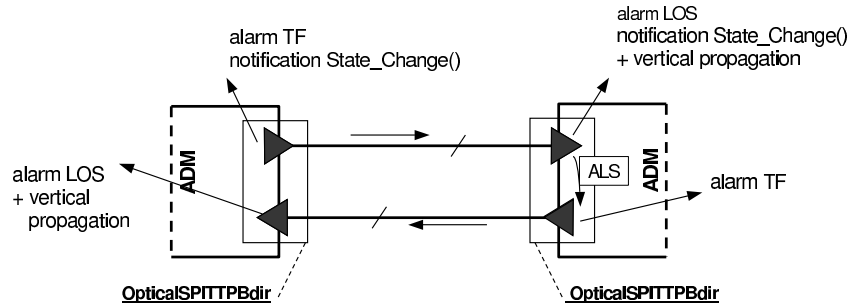 alarm TF
notification State_Change()
alarm LOS
notification State_Change()
+ vertical propagation
ADM
ADM
ALS
alarm LOS
+ vertical
propagation
alarm TF
OpticalSPITTPBdir
OpticalSPITTPBdir